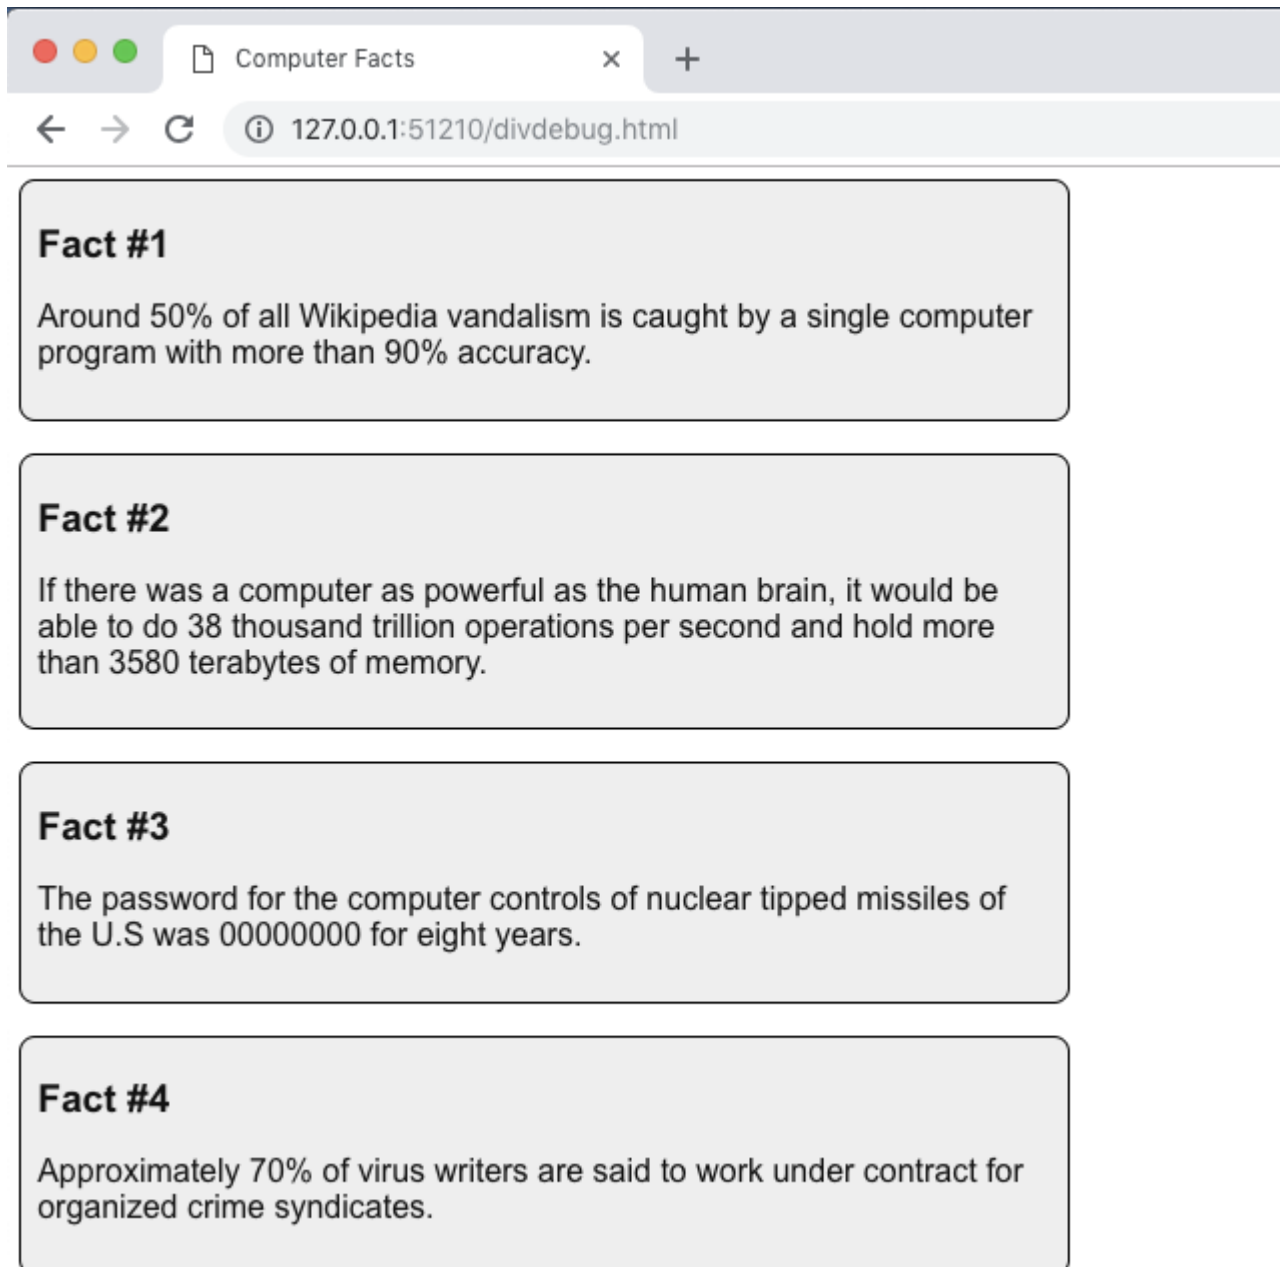 Computer Facts
127.0.0.1:51210/divdebug.html
Fact #1
Around 50% of all Wikipedia vandalism is caught by a single computer
program with more than 90% accuracy.
Fact #2
If there was a computer as powerful as the human brain, it would be
able to do 38 thousand trillion operations per second and hold more
than 3580 terabytes of memory.
Fact #3
The password for the computer controls of nuclear tipped missiles of
the U.S was 00000000 for eight years.
Fact #4
Approximately 70% of virus writers are said to work under contract for
organized crime syndicates.